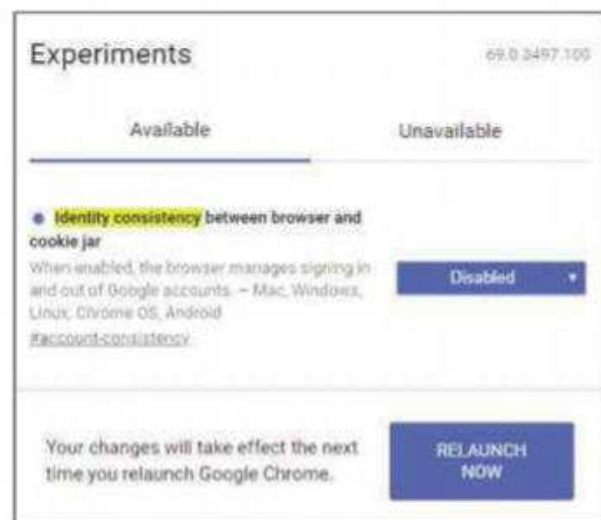 Experiments
69.0.3497.100
Available
Unavailable
Identity consistency between browser and
cookie jar
When enabled, the browser manages signing in
and out of Google accounts. – Mac, Windows,
Linux, Chrome OS, Android
#account-consistency
Disabled
Your changes will take effect the next
time you relaunch Google Chrome.
RELAUNCH
NOW